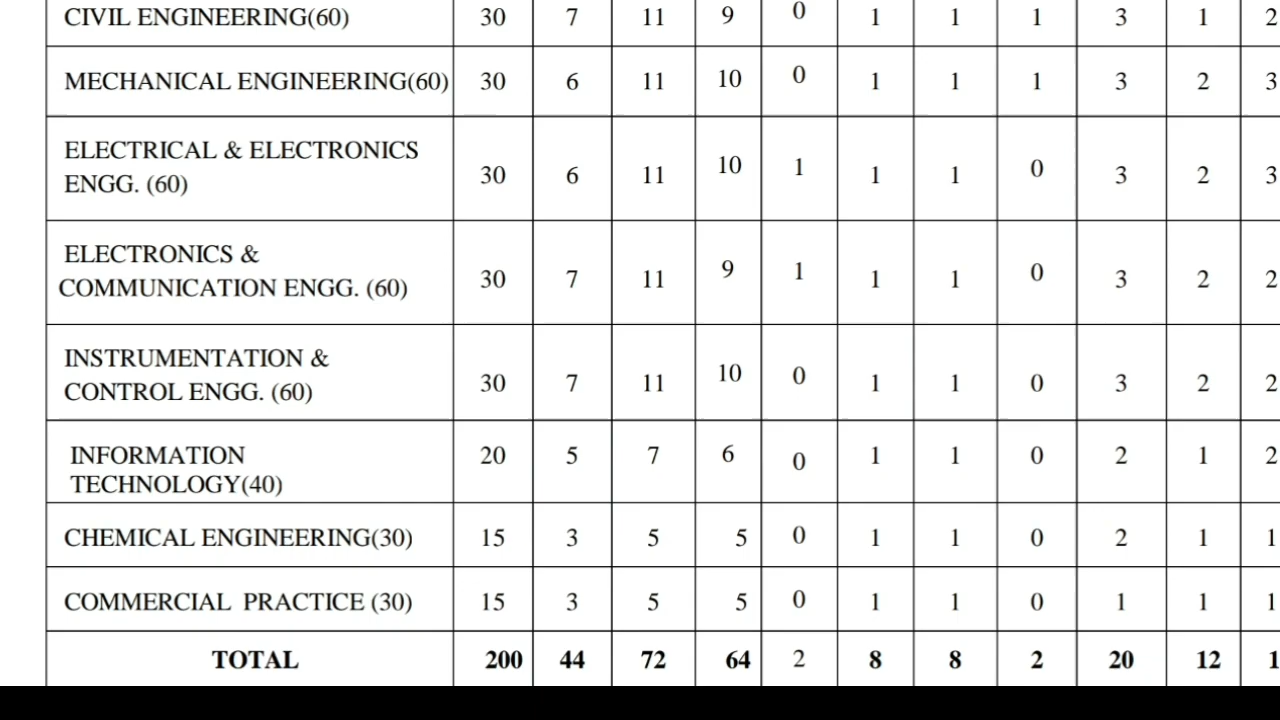 CIVIL ENGINEERING(60) 30 7 11 9 0 1 1 1 3 1 2
MECHANICAL ENGINEERING(60) 30 6 11 10 0 1 1 1 3 2 3
ELECTRICAL & ELECTRONICS
ENGG. (60) 30 6 11 10 1 1 1 0 3 2 3
ELECTRONICS &
COMMUNICATION ENGG. (60) 30 7 11 9 1 1 1 0 3 2 2
INSTRUMENTATION &
CONTROL ENGG. (60) 30 7 11 10 0 1 1 0 3 2 2
INFORMATION 20 5 7 6 0 1 1 0 2 1 2
TECHNOLOGY(40)
CHEMICAL ENGINEERING(30) 15 3 5 5 0 1 1 0 2 1 1
COMMERCIAL PRACTICE (30) 15 3 5 5 0 1 1 0 1 1 1
TOTAL 200 44 72 64 2 8 8 2 20 12